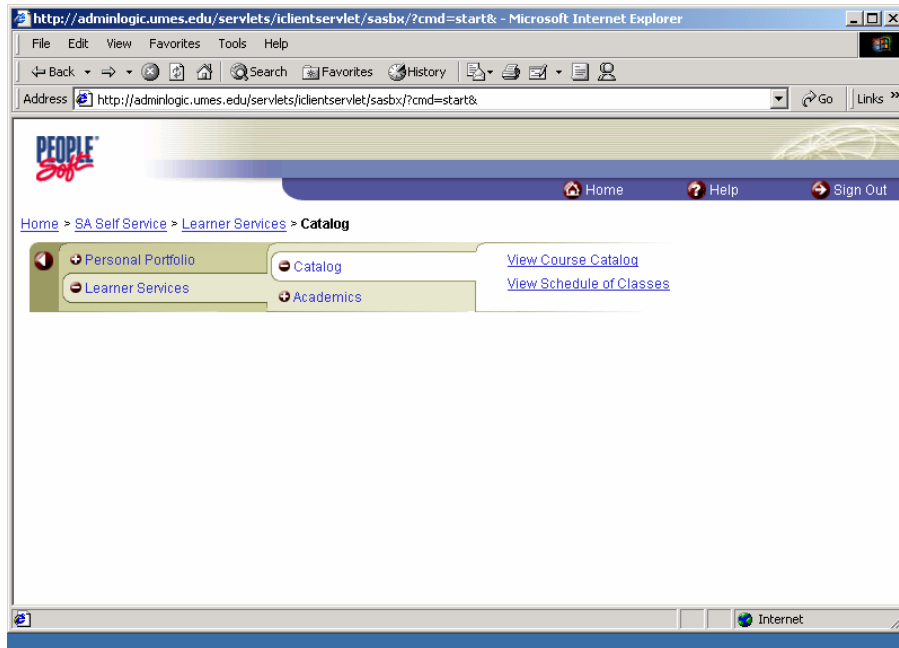 http://adminlogic.umes.edu/servlets/iclientservlet/sasbx/?cmd=start& - Microsoft Internet Explorer
File Edit View Favorites Tools Help
Back Search Favorites History
Address http://adminlogic.umes.edu/servlets/iclientservlet/sasbx/?cmd=start& Go Links »
PEOPLE
Soft
Home Help Sign Out
Home > SA Self Service > Learner Services > Catalog
Personal Portfolio Catalog View Course Catalog
Learner Services Academics View Schedule of Classes
Internet